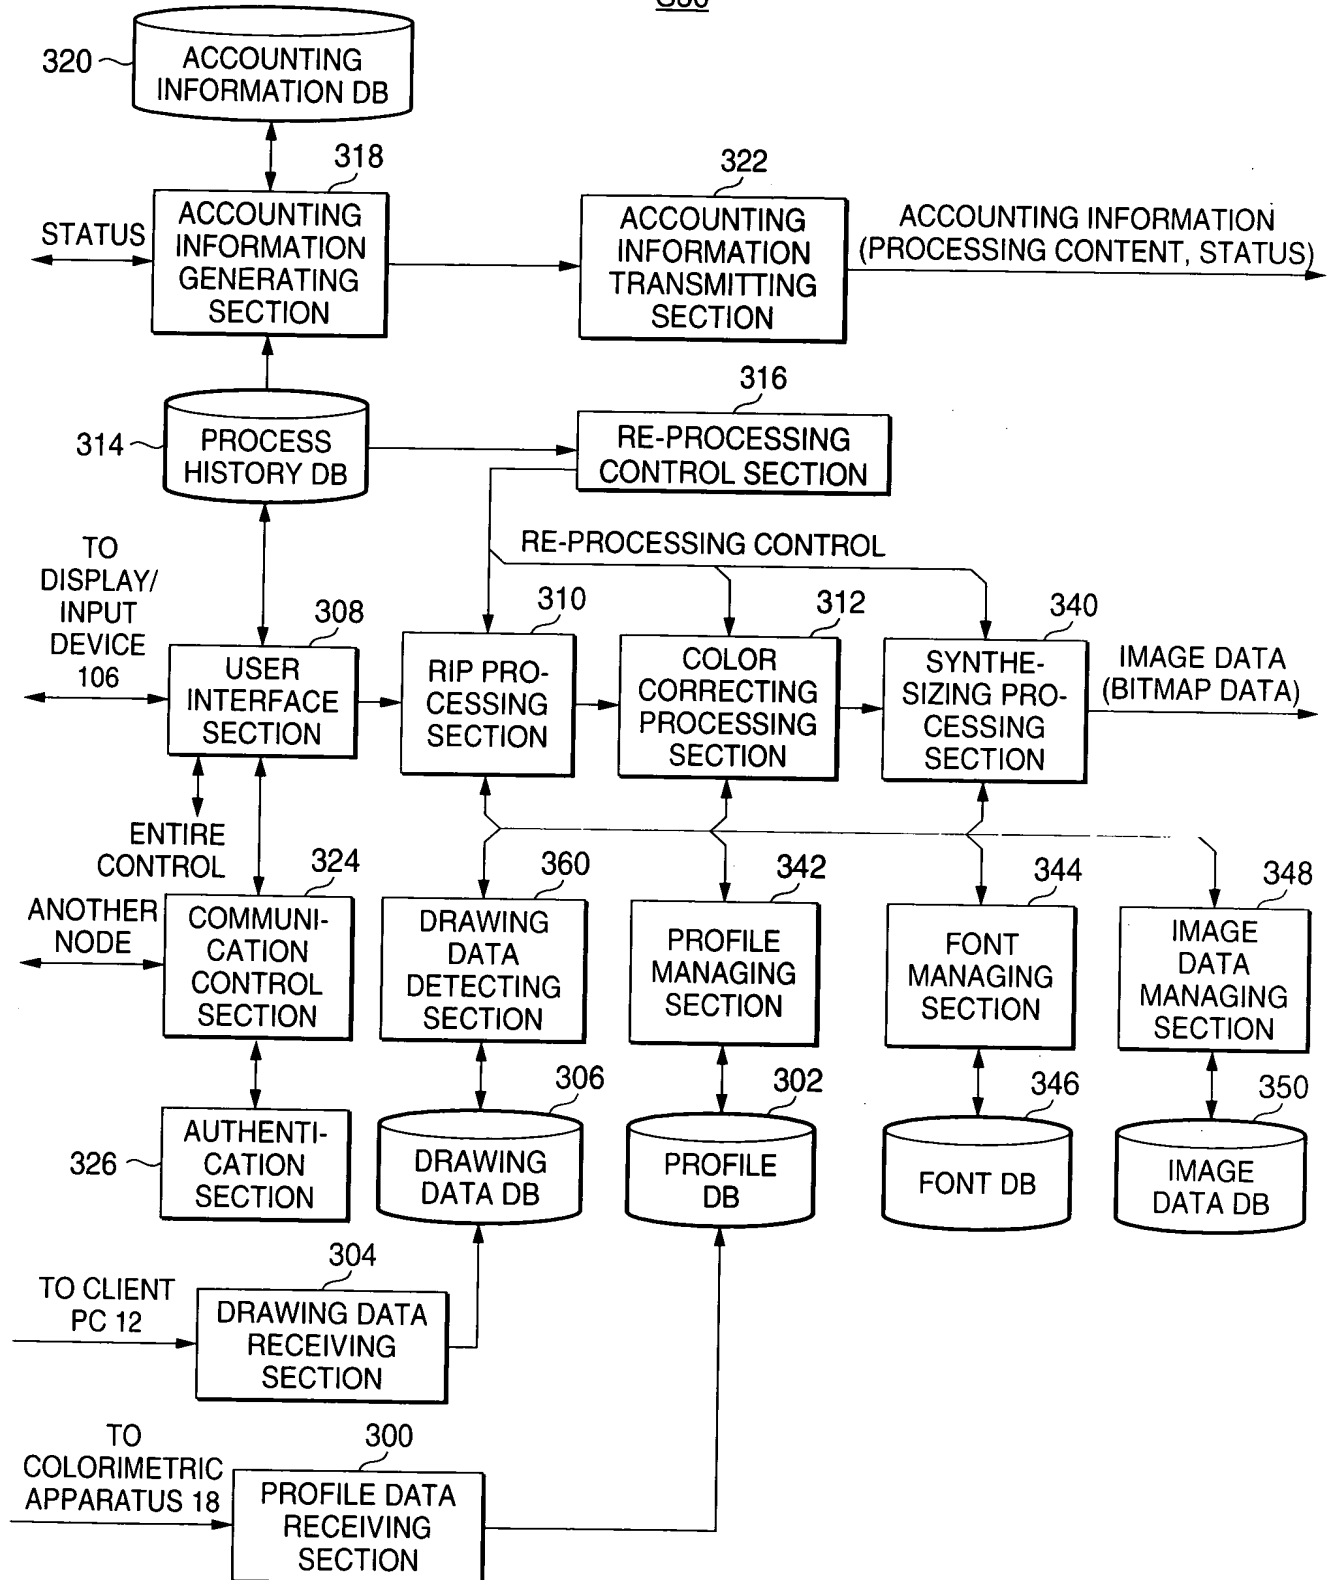 320
ACCOUNTING
INFORMATION DB
318
322
STATUS
ACCOUNTING
INFORMATION
GENERATING
SECTION
ACCOUNTING
INFORMATION
TRANSMITTING
SECTION
ACCOUNTING INFORMATION
(PROCESSING CONTENT, STATUS)
316
314
PROCESS
HISTORY DB
RE-PROCESSING
CONTROL SECTION
RE-PROCESSING CONTROL
TO
DISPLAY/
INPUT
DEVICE
106
308
310
312
340
USER
INTERFACE
SECTION
RIP PRO-
CESSING
SECTION
COLOR
CORRECTING
PROCESSING
SECTION
SYNTHE-
SIZING PRO-
CESSING
SECTION
IMAGE DATA
(BITMAP DATA)
ENTIRE
CONTROL
324
360
342
344
348
ANOTHER
NODE
COMMUNI-
CATION
CONTROL
SECTION
DRAWING
DATA
DETECTING
SECTION
PROFILE
MANAGING
SECTION
FONT
MANAGING
SECTION
IMAGE
DATA
MANAGING
SECTION
306
302
346
350
326
AUTHENTI-
CATION
SECTION
DRAWING
DATA DB
PROFILE
DB
FONT DB
IMAGE
DATA DB
304
TO CLIENT
PC 12
DRAWING DATA
RECEIVING
SECTION
300
TO
COLORIMETRIC
APPARATUS 18
PROFILE DATA
RECEIVING
SECTION